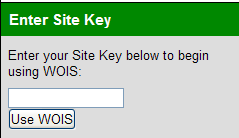 Enter Site Key
Enter your Site Key below to begin
using WOIS:
Use WOIS